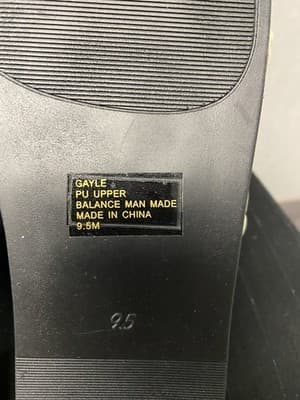 GAYLE
PU UPPER
BALANCE MAN MADE
MADE IN CHINA
9.5M
9.5